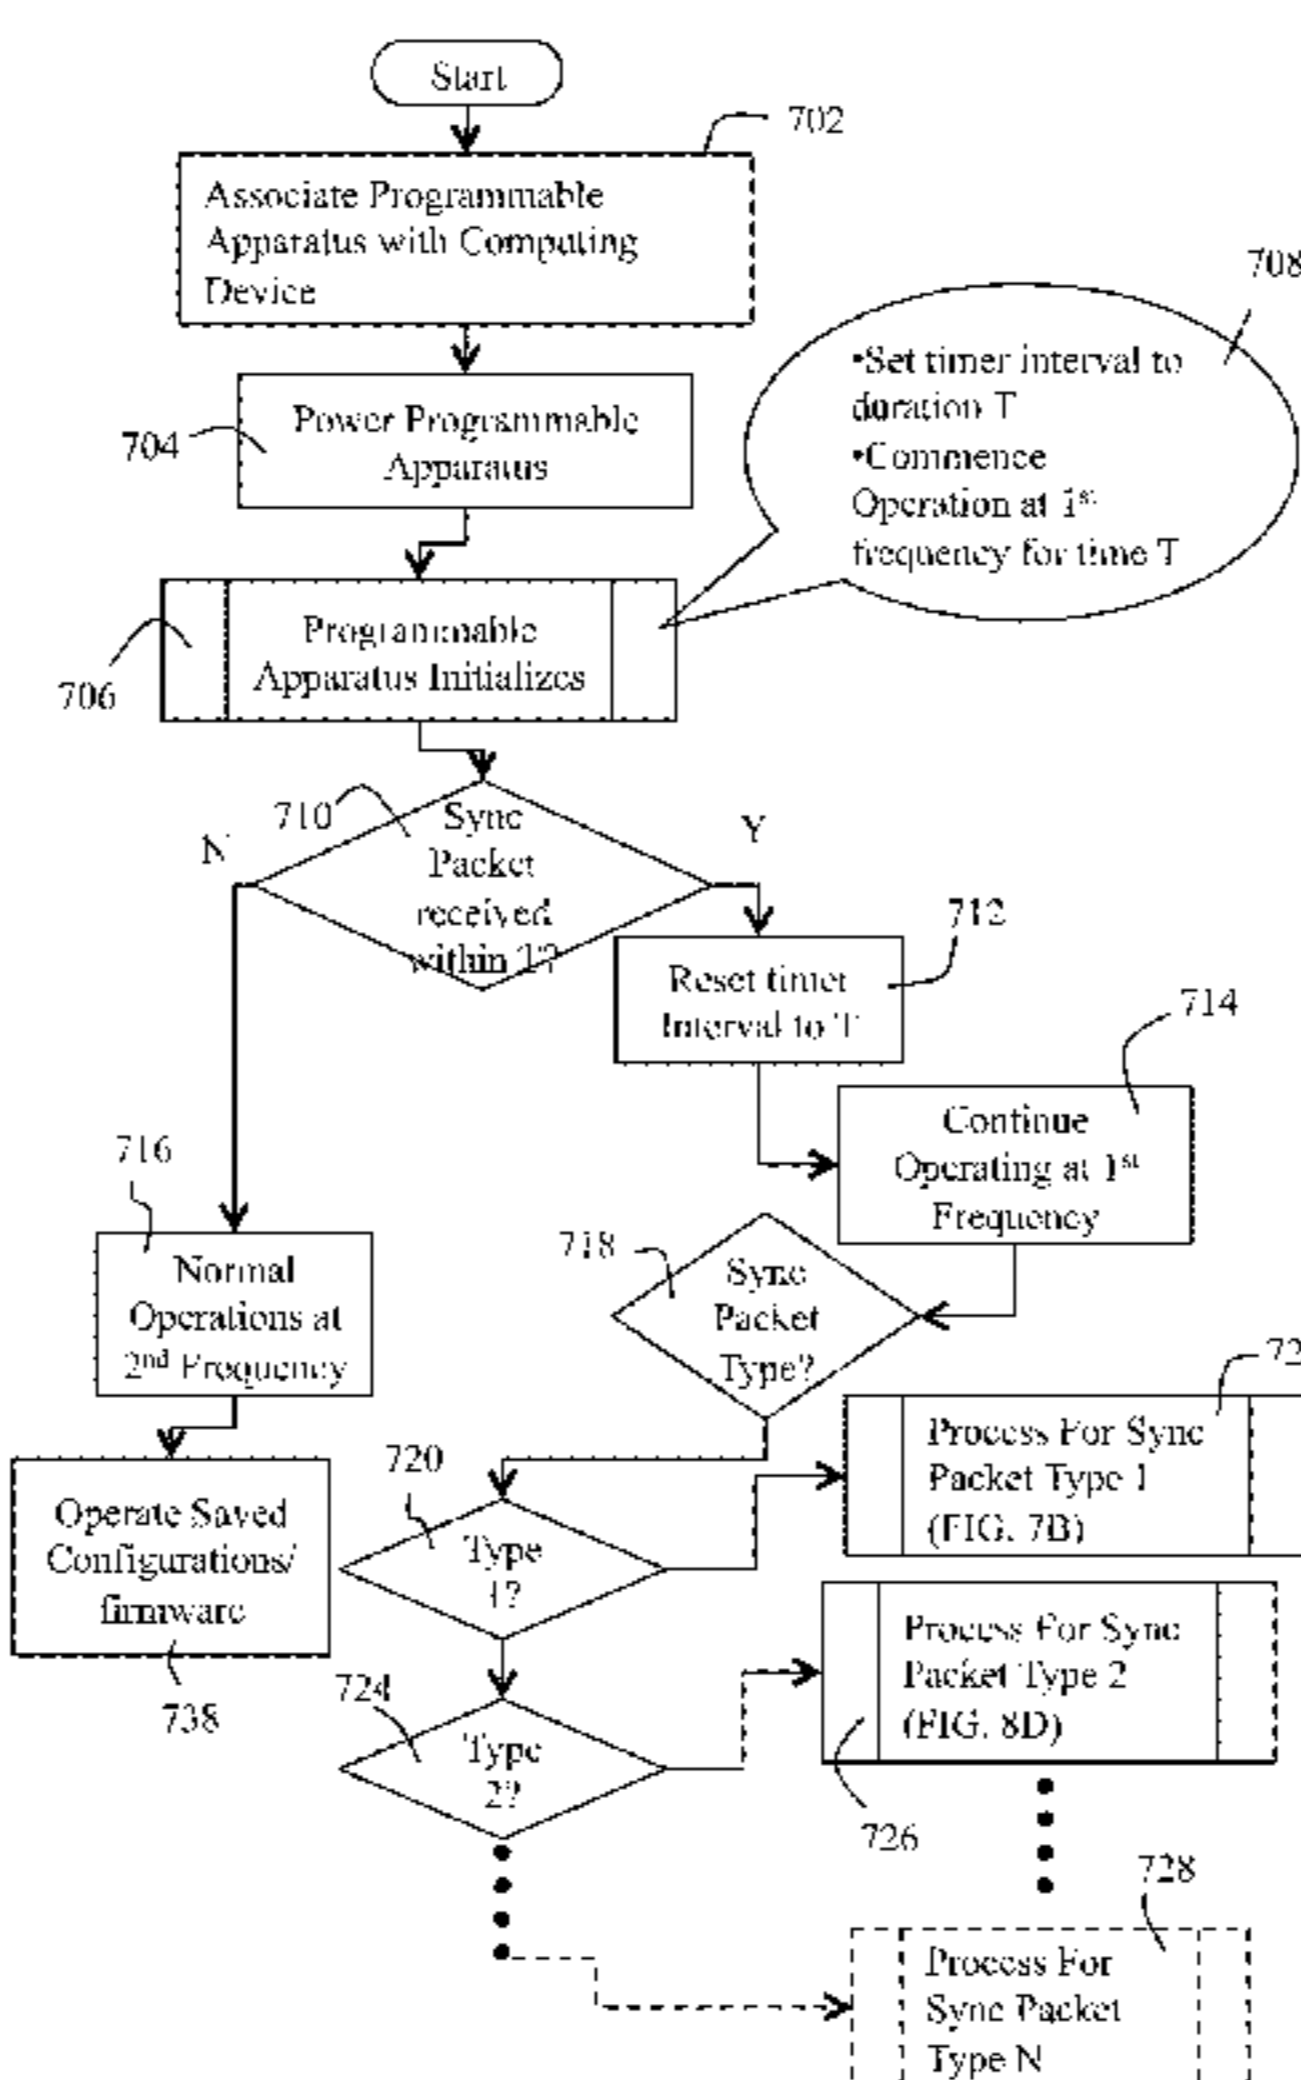 Start
702
Associate Programmable
Apparatus with Computing
Device
708
•Set timer interval to
duration T
•Commence
Operation at 1st
frequency for time T
704
Power Programmable
Apparatus
706
Programmable
Apparatus Initializes
710
Sync
Packet
received
within T?
N
Y
712
Reset timer
Interval to T
714
Continue
Operating at 1st
Frequency
716
Normal
Operations at
2nd Frequency
718
Sync
Packet
Type?
72
Process For Sync
Packet Type 1
(FIG. 7B)
720
Type
1?
Operate Saved
Configurations/
firmware
738
724
Type
2?
Process For Sync
Packet Type 2
(FIG. 8D)
726
728
Process For
Sync Packet
Type N